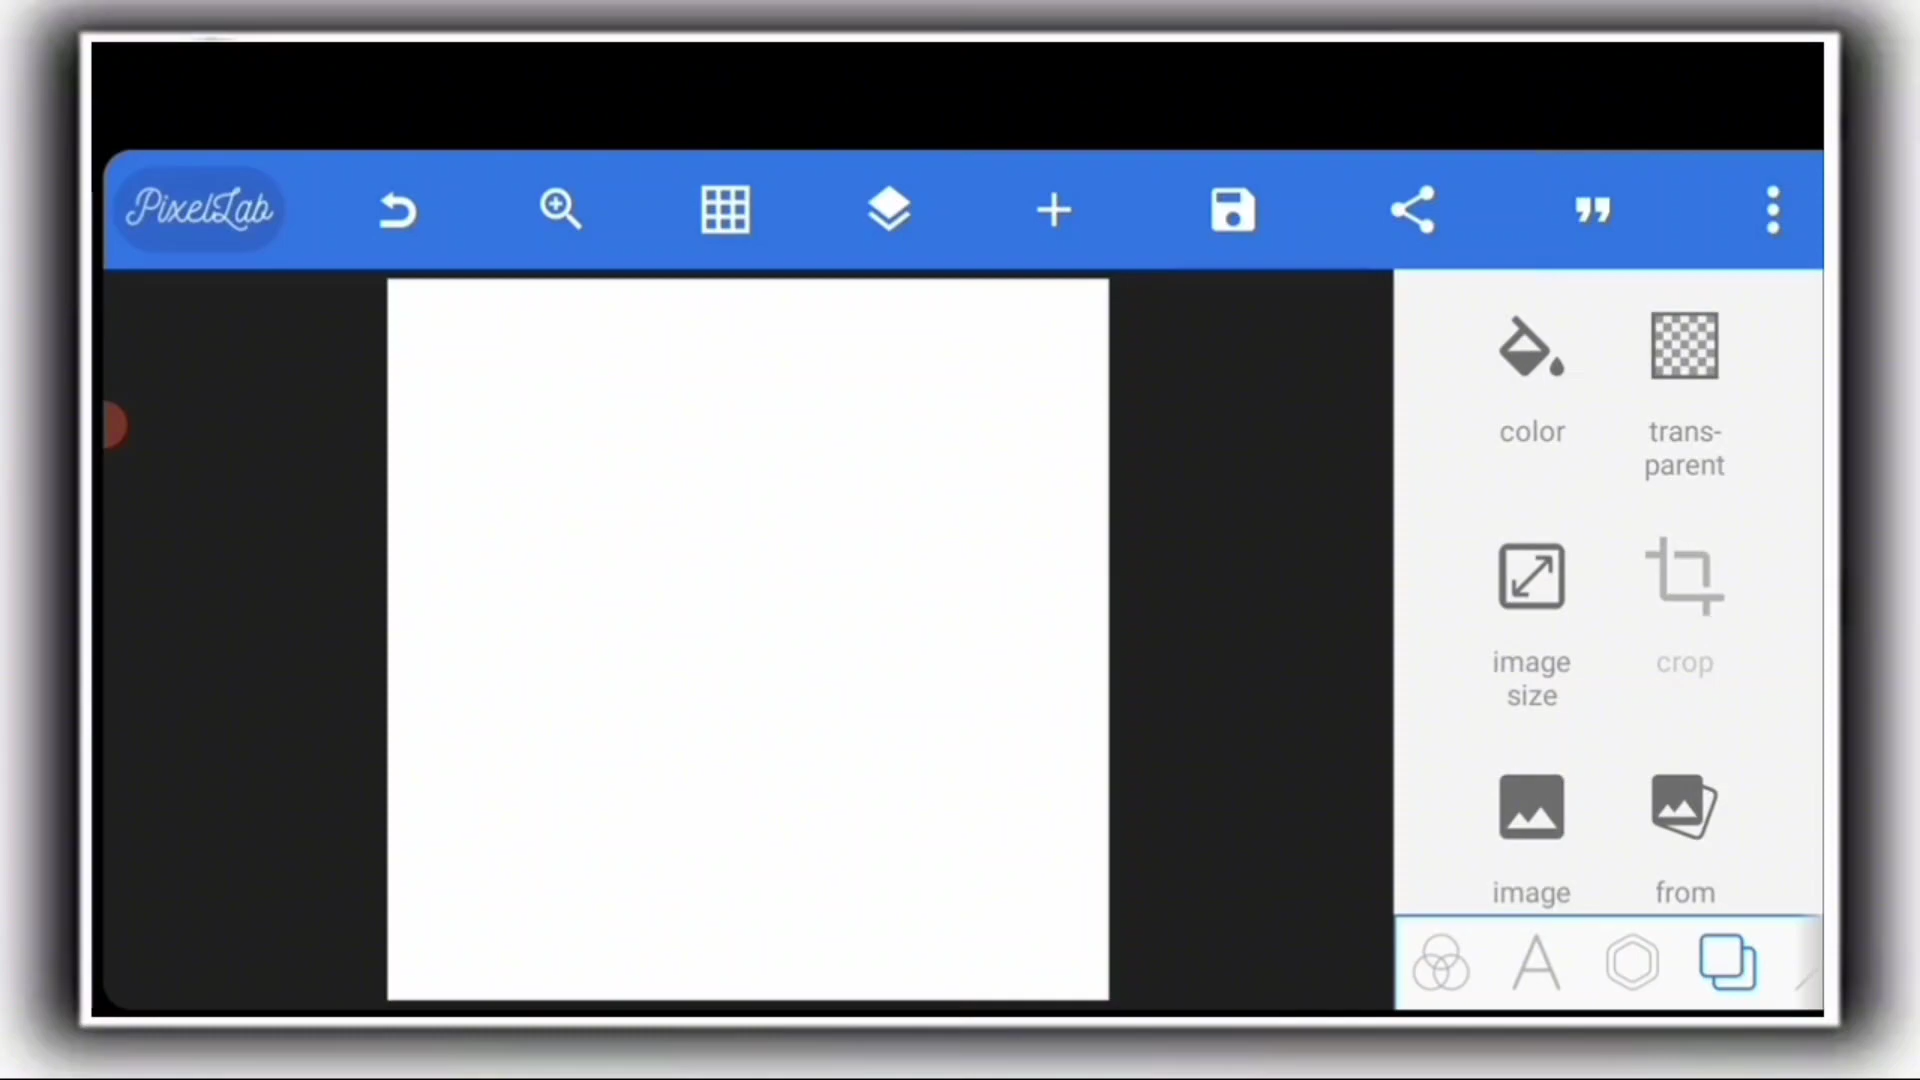 PixelLab
color
trans-
parent
image
size
crop
image
from